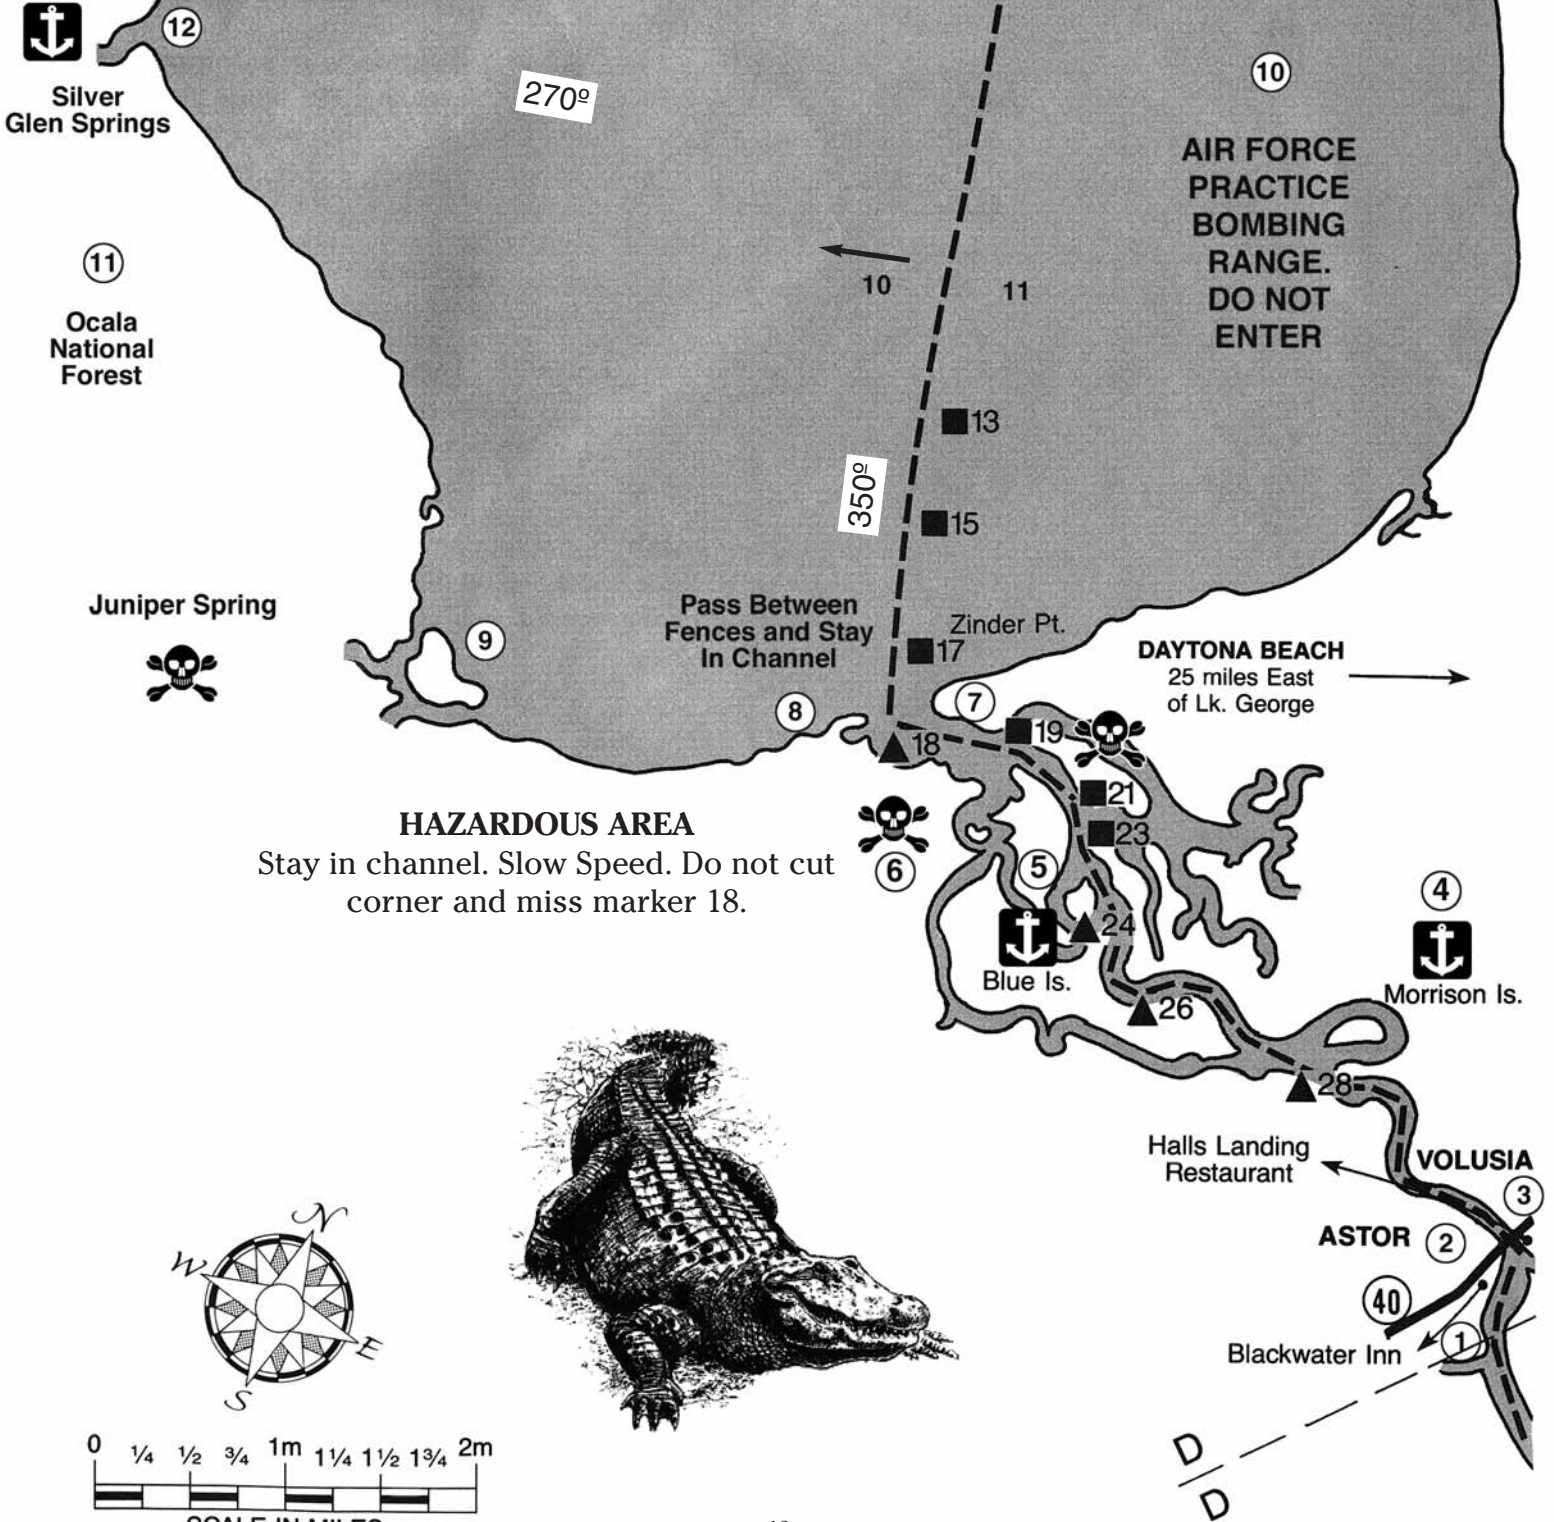 12
Silver
Glen Springs
270º
10
AIR FORCE
PRACTICE
BOMBING
RANGE.
DO NOT
ENTER
11
Ocala
National
Forest
10
11
13
350º
15
Juniper Spring
9
Pass Between
Fences and Stay
In Channel
Zinder Pt.
17
DAYTONA BEACH
25 miles East
of Lk. George
7
8
18
19
21
23
HAZARDOUS AREA
Stay in channel. Slow Speed. Do not cut
corner and miss marker 18.
6
5
4
24
Blue Is.
Morrison Is.
26
28
Halls Landing
Restaurant
VOLUSIA
3
ASTOR
2
40
1
Blackwater Inn
N
W
E
S
D
D
0 ¼ ½ ¾ 1m 1¼ 1½ 1¾ 2m
SCALE IN MILES